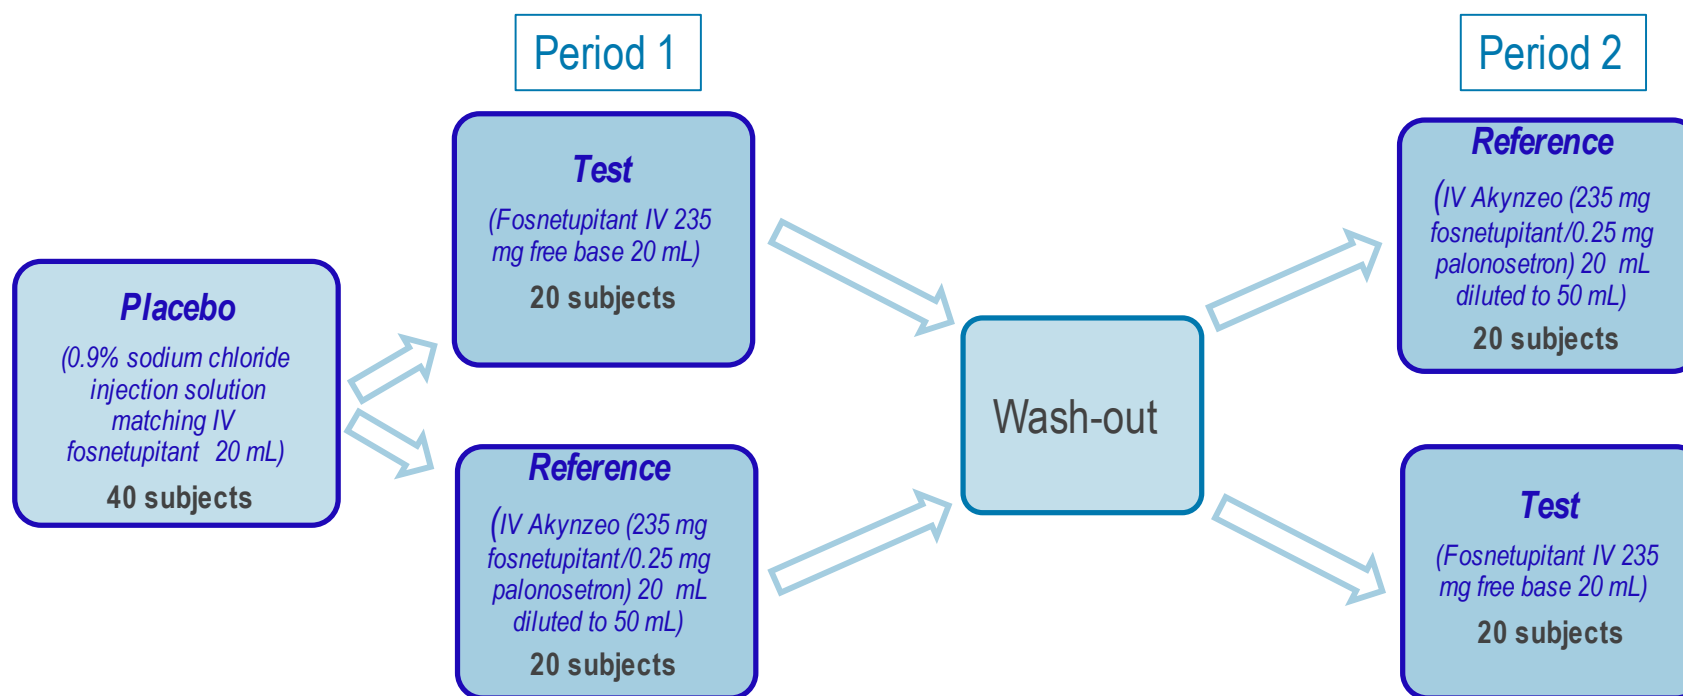 Period 1
Period 2
Placebo
(0.9% sodium chloride
injection solution
matching IV
fosnetupitant 20 mL)
40 subjects
Test
(Fosnetupitant IV 235
mg free base 20 mL)
20 subjects
Reference
(IV Akynzeo (235 mg
fosnetupitant/0.25 mg
palonosetron) 20 mL
diluted to 50 mL)
20 subjects
Wash-out
Reference
(IV Akynzeo (235 mg
fosnetupitant/0.25 mg
palonosetron) 20 mL
diluted to 50 mL)
20 subjects
Test
(Fosnetupitant IV 235
mg free base 20 mL)
20 subjects